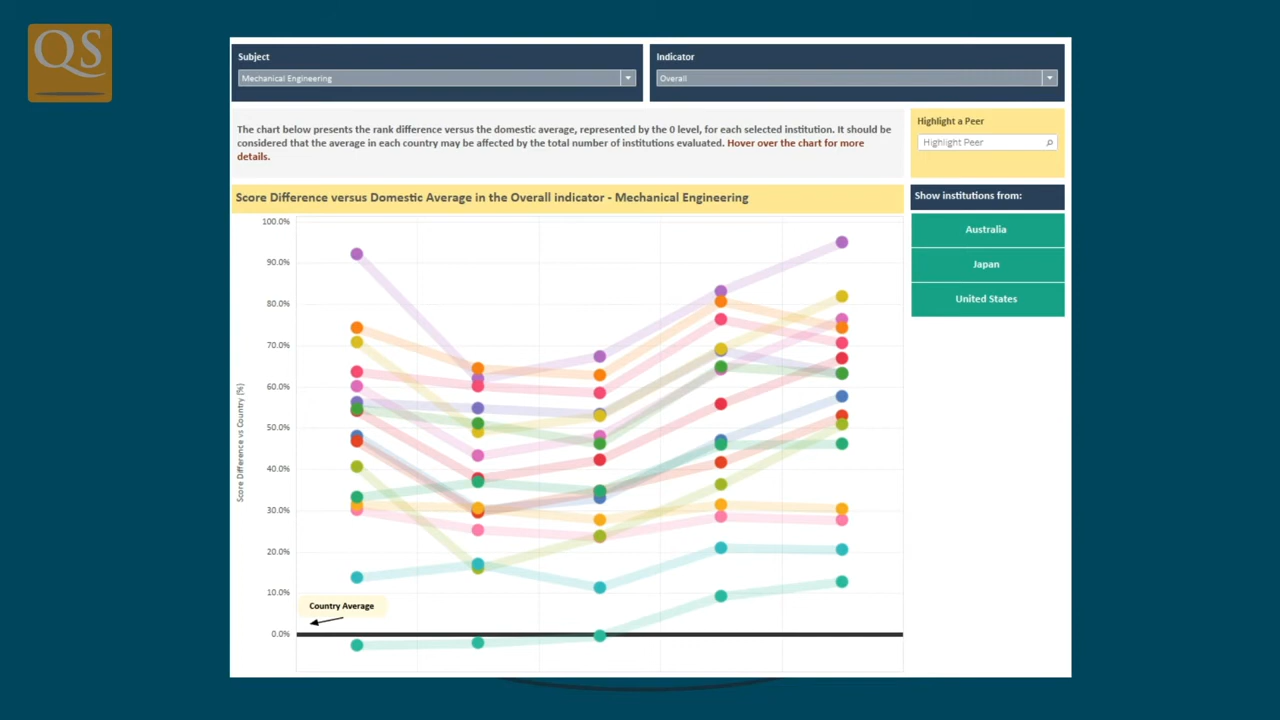 QS
Subject
Mechanical Engineering
Indicator
Overall
The chart below presents the rank difference versus the domestic average, represented by the 0 level, for each selected institution. It should be
considered that the average in each country may be affected by the total number of institutions evaluated. Hover over the chart for more
details.
Highlight a Peer
Highlight Peer
Score Difference versus Domestic Average in the Overall indicator - Mechanical Engineering
Show institutions from:
Australia
Japan
United States
Score Difference vs Country (%)
100.0%
90.0%
80.0%
70.0%
60.0%
50.0%
40.0%
30.0%
20.0%
10.0%
0.0%
Country Average